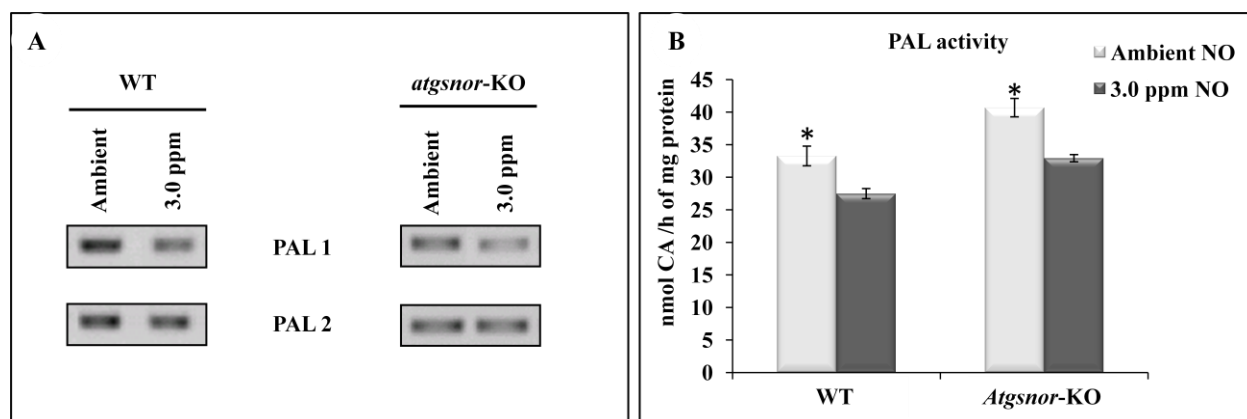 A
WT
atgsnor-KO
Ambient
3.0 ppm
Ambient
3.0 ppm
PAL 1
PAL 2
B
PAL activity
Ambient NO
3.0 ppm NO
nmol CA /h of mg protein
45
40
35
30
25
20
15
10
5
0
*
*
WT
Atgsnor-KO